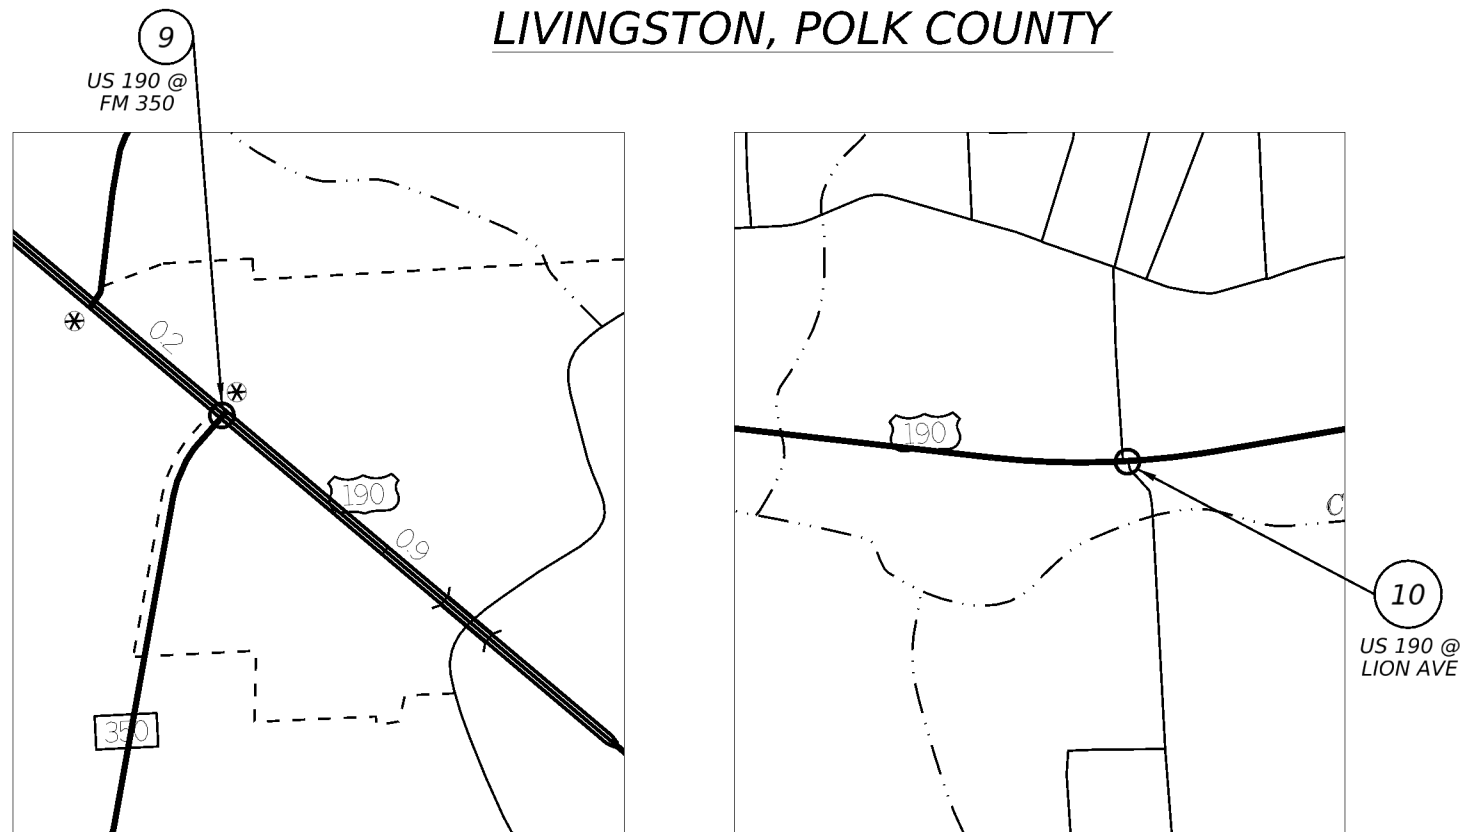 LIVINGSTON, POLK COUNTY
9
US 190 @
FM 350
0.2
190
0.9
350
190
C
10
US 190 @
LION AVE